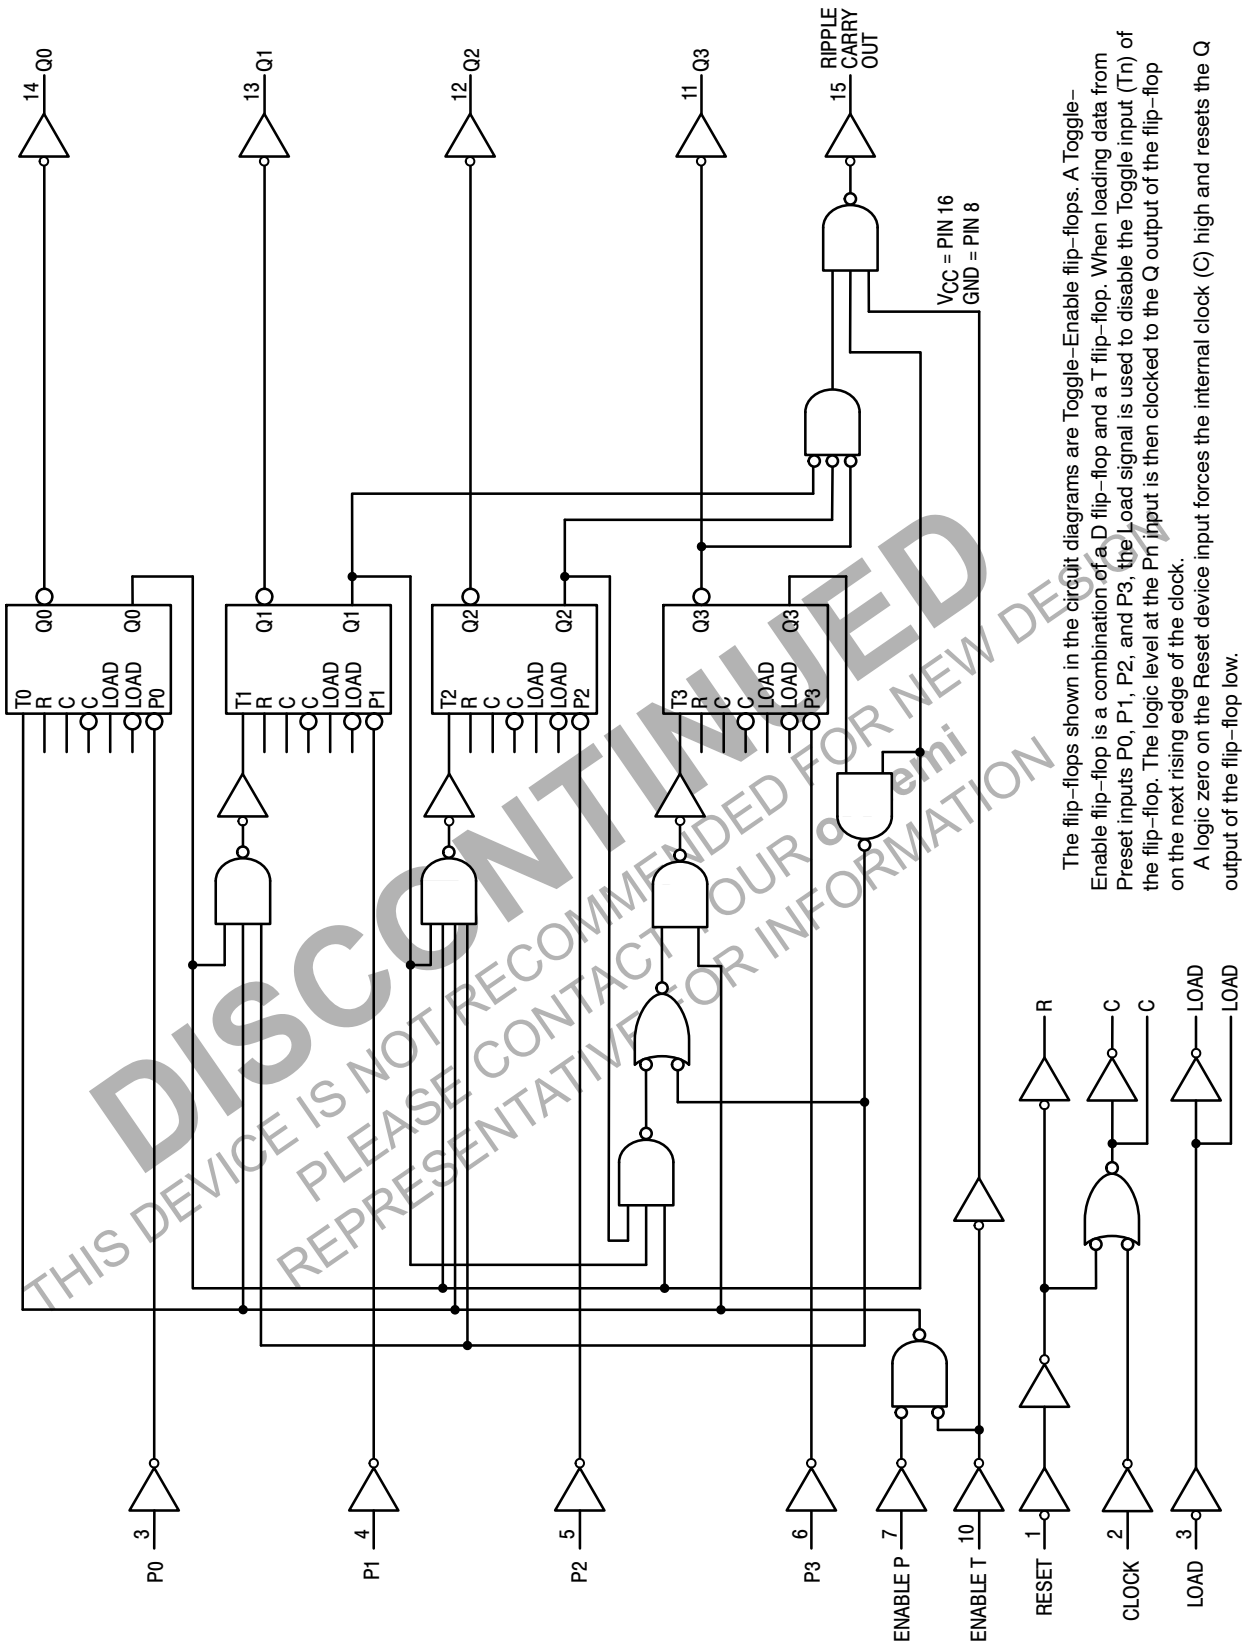 P0
3
P1
4
P2
5
P3
6
ENABLE P
7
ENABLE T
10
RESET
1
CLOCK
2
LOAD
3
T0
R
C
C
LOAD
LOAD
P0
Q0
Q0
T1
R
C
C
LOAD
LOAD
P1
Q1
Q1
T2
R
C
C
LOAD
LOAD
P2
Q2
Q2
T3
R
C
C
LOAD
LOAD
P3
Q3
Q3
14 Q0
13 Q1
12 Q2
11 Q3
15
RIPPLE
CARRY
OUT
VCC = PIN 16
GND = PIN 8
R
C
C
LOAD
LOAD
The flip−flops shown in the circuit diagrams are Toggle−Enable flip−flops. A Toggle−
Enable flip−flop is a combination of a D flip−flop and a T flip−flop. When loading data from
Preset inputs P0, P1, P2, and P3, the Load signal is used to disable the Toggle input (Tn) of
the flip−flop. The logic level at the Pn input is then clocked to the Q output of the flip−flop
on the next rising edge of the clock.
A logic zero on the Reset device input forces the internal clock (C) high and resets the Q
output of the flip−flop low.
DISCONTINUED
THIS DEVICE IS NOT RECOMMENDED FOR NEW DESIGN
PLEASE CONTACT YOUR onsemi
REPRESENTATIVE FOR INFORMATION